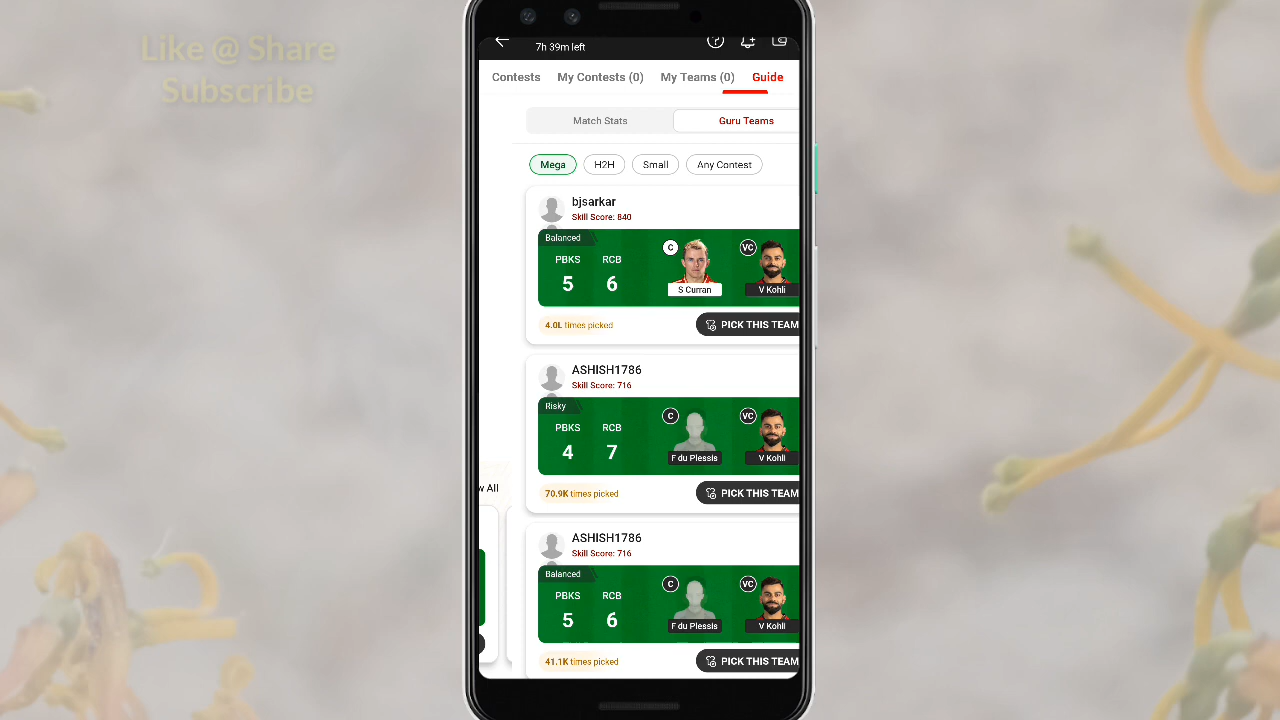 Like @ Share
Subscribe
7h 39m left
Contests
My Contests (0)
My Teams (0)
Guide
Match Stats
Guru Teams
Mega
H2H
Small
Any Contest
bjsarkar
Skill Score: 840
Balanced
PBKS
RCB
5
6
C
VC
S Curran
V Kohli
4.0L times picked
PICK THIS TEAM
ASHISH1786
Skill Score: 716
Risky
PBKS
RCB
4
7
C
VC
F du Plessis
V Kohli
70.9K times picked
PICK THIS TEAM
w All
ASHISH1786
Skill Score: 716
Balanced
PBKS
RCB
5
6
C
VC
F du Plessis
V Kohli
41.1K times picked
PICK THIS TEAM